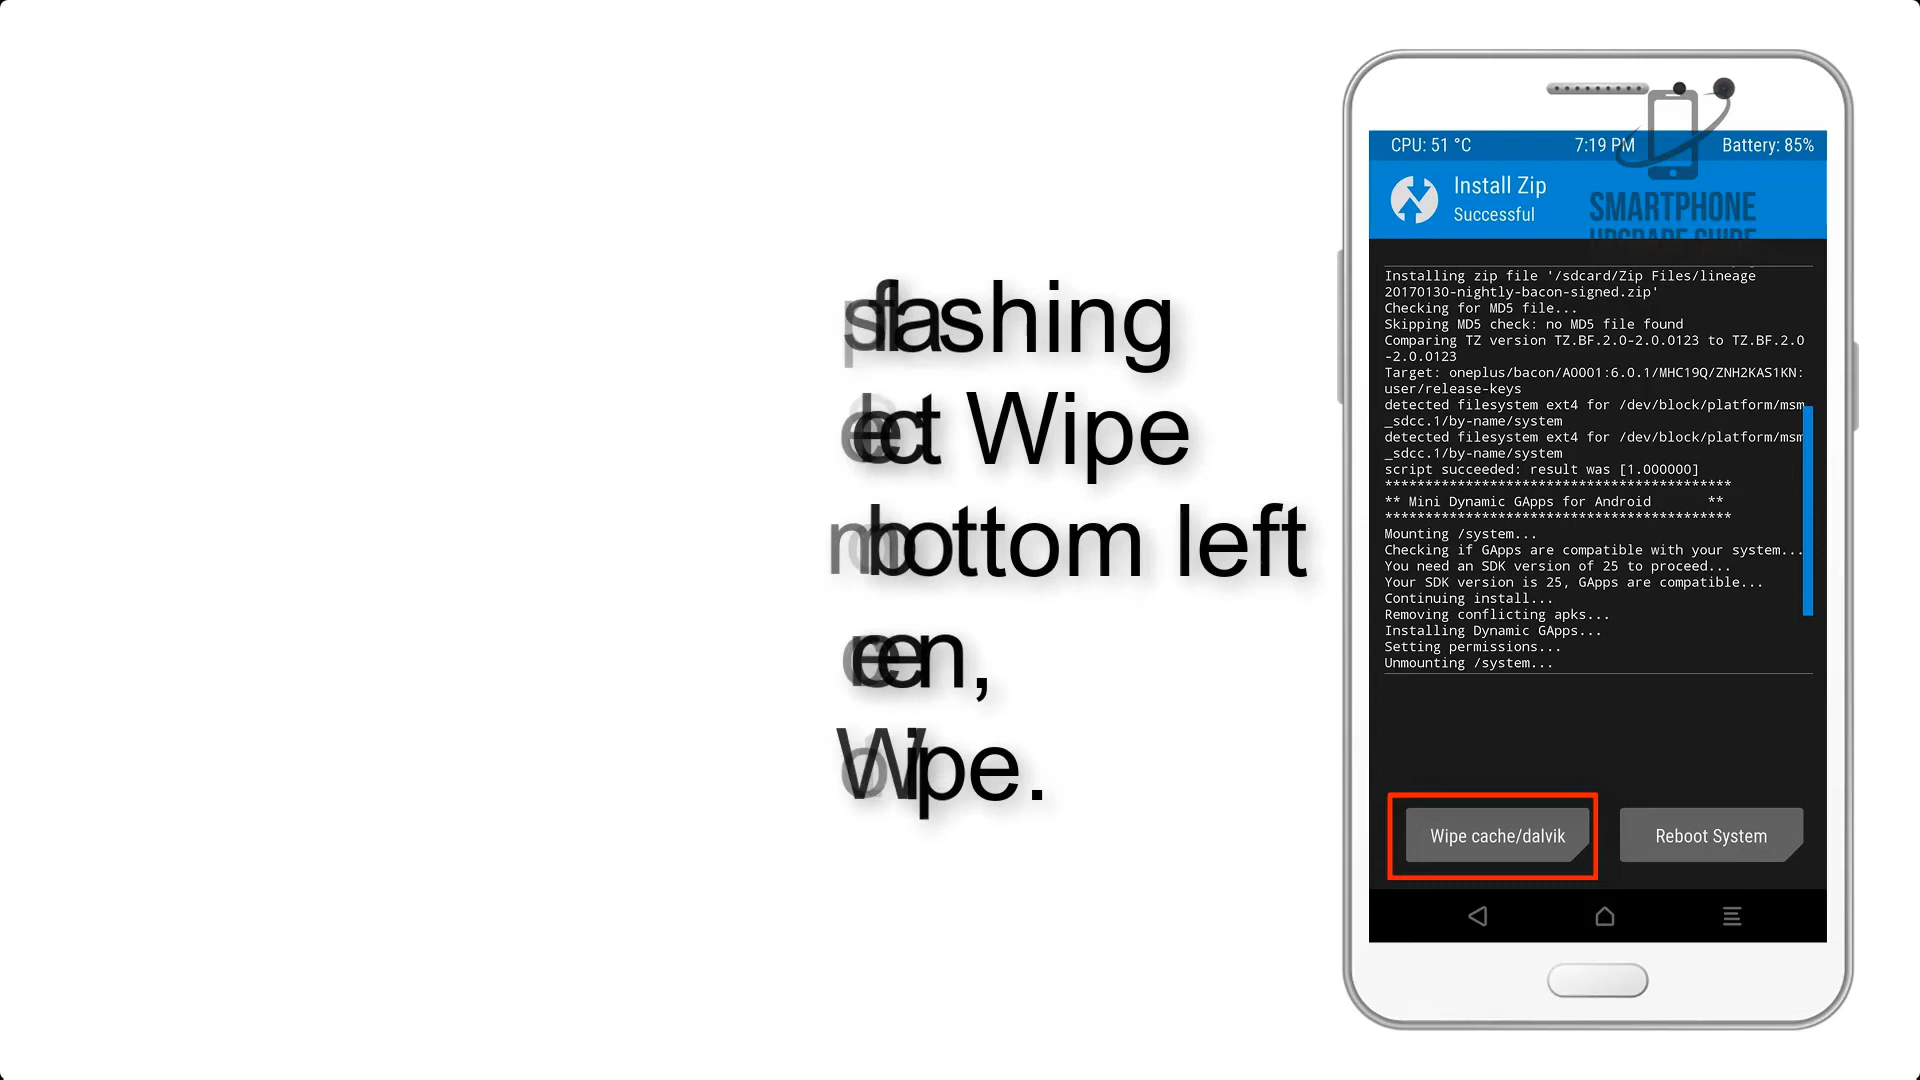 flashing
Wipe
bottom left
Wipe.
CPU: 51 °C 7:19 PM Battery: 85%
Install Zip
Successful
SMARTPHONE
UPGRADE GUIDE
Installing zip file '/sdcard/Zip Files/lineage
20170130-nightly-bacon-signed.zip'
Checking for MD5 file...
Skipping MD5 check: no MD5 file found
Comparing TZ version TZ.BF.2.0-2.0.0123 to TZ.BF.2.0
-2.0.0123
Target: oneplus/bacon/A0001:6.0.1/MHC19Q/ZNH2KAS1KN:
user/release-keys
detected filesystem ext4 for /dev/block/platform/msm
_sdcc.1/by-name/system
detected filesystem ext4 for /dev/block/platform/msm
_sdcc.1/by-name/system
script succeeded: result was [1.000000]
*******************************************
** Mini Dynamic GApps for Android **
*******************************************
Mounting /system...
Checking if GApps are compatible with your system...
You need an SDK version of 25 to proceed...
Your SDK version is 25, GApps are compatible...
Continuing install...
Removing conflicting apks...
Installing Dynamic GApps...
Setting permissions...
Unmounting /system...
Wipe cache/dalvik
Reboot System